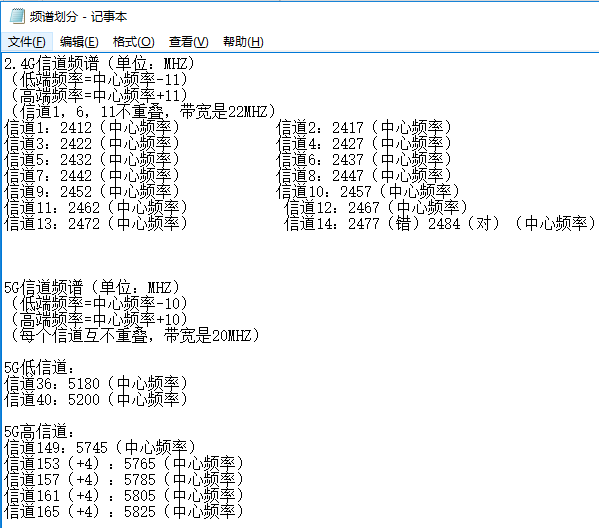 频谱划分 - 记事本
文件(F) 编辑(E) 格式(O) 查看(V) 帮助(H)
2.4G信道频谱（单位：MHZ）
（低端频率=中心频率-11）
（高端频率=中心频率+11）
（信道1，6，11不重叠，带宽是22MHZ）
信道1：2412（中心频率） 信道2：2417（中心频率）
信道3：2422（中心频率） 信道4：2427（中心频率）
信道5：2432（中心频率） 信道6：2437（中心频率）
信道7：2442（中心频率） 信道8：2447（中心频率）
信道9：2452（中心频率） 信道10：2457（中心频率）
信道11：2462（中心频率） 信道12：2467（中心频率）
信道13：2472（中心频率） 信道14：2477（错）2484（对）（中心频率）
5G信道频谱（单位：MHZ）
（低端频率=中心频率-10）
（高端频率=中心频率+10）
（每个信道互不重叠，带宽是20MHZ）
5G低信道：
信道36：5180（中心频率）
信道40：5200（中心频率）
5G高信道：
信道149：5745（中心频率）
信道153（+4）：5765（中心频率）
信道157（+4）：5785（中心频率）
信道161（+4）：5805（中心频率）
信道165（+4）：5825（中心频率）